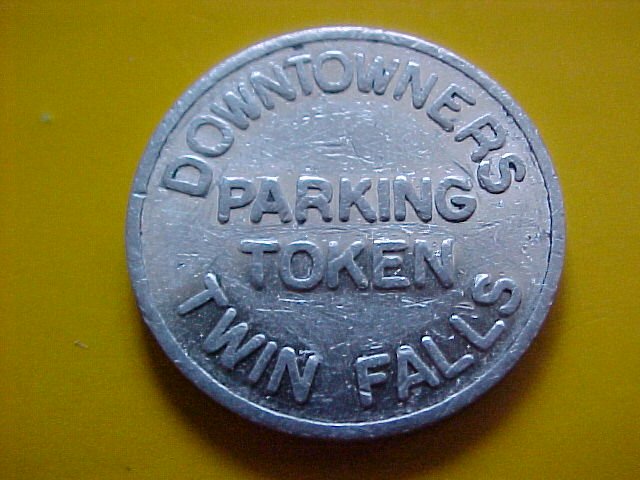 DOWNTOWNERS
PARKING
TOKEN
TWIN FALLS